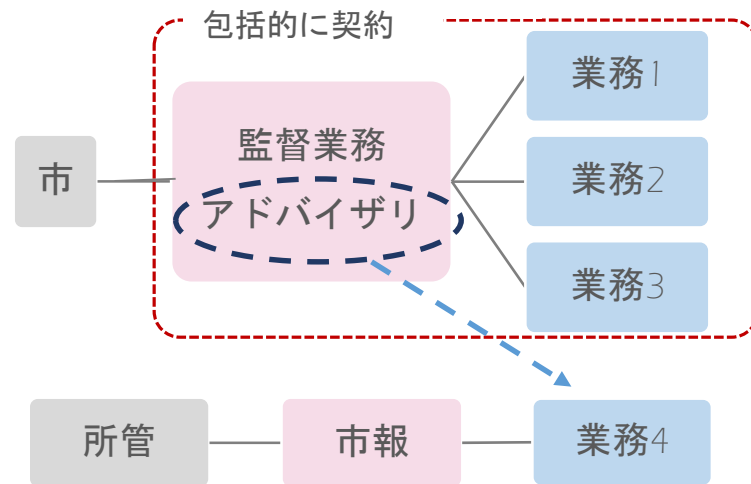 包括的に契約
業務1
市
監督業務
アドバイザリ
業務2
業務3
所管
市報
業務4